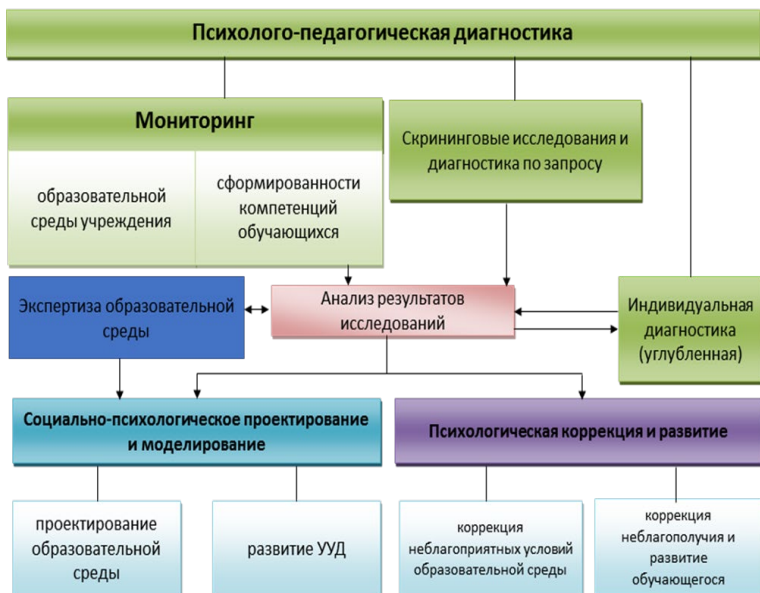 Психолого-педагогическая диагностика
Мониторинг
образовательной
среды учреждения
сформированности
компетенций
обучающихся
Скрининговые исследования и
диагностика по запросу
Экспертиза образовательной
среды
Анализ результатов
исследований
Индивидуальная
диагностика
(углубленная)
Социально-психологическое проектирование
и моделирование
Психологическая коррекция и развитие
проектирование
образовательной
среды
развитие УУД
коррекция
неблагоприятных условий
образовательной среды
коррекция
неблагополучия и
развитие
обучающегося